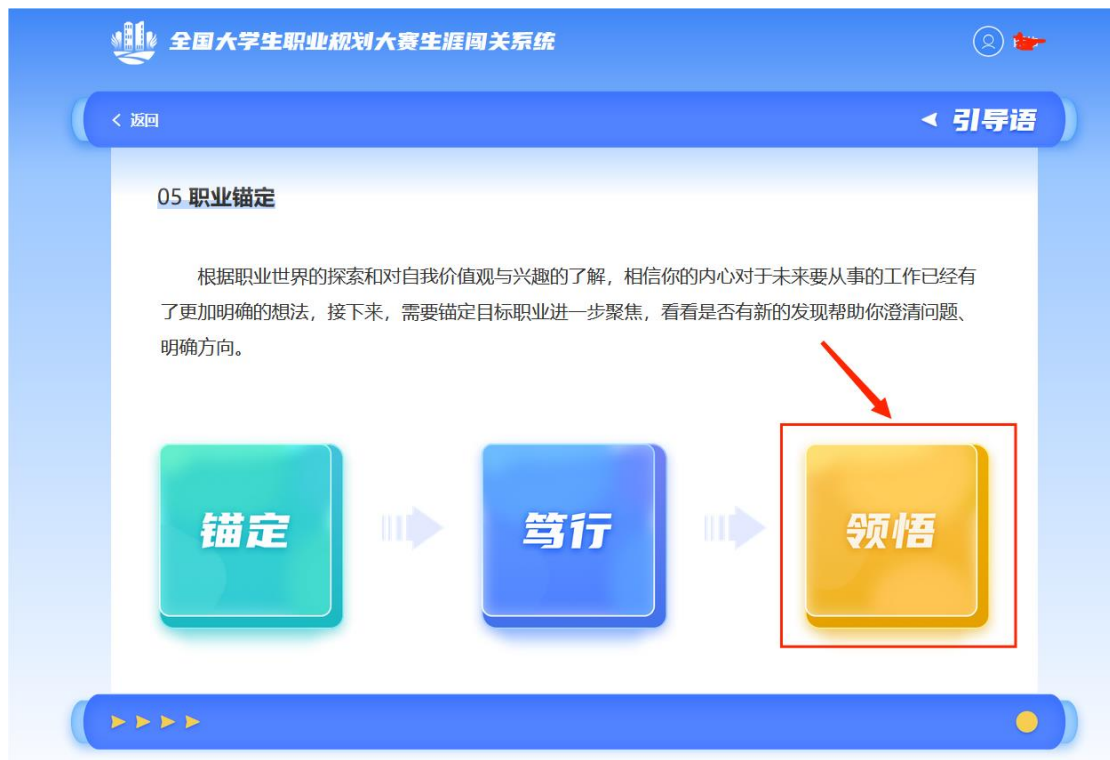 全国大学生职业规划大赛生涯闯关系统
返回
引导语
05 职业锚定
根据职业世界的探索和对自我价值观与兴趣的了解，相信你的内心对于未来要从事的工作已经有
了更加明确的想法，接下来，需要锚定目标职业进一步聚焦，看看是否有新的发现帮助你澄清问题、
明确方向。
锚定
笃行
领悟